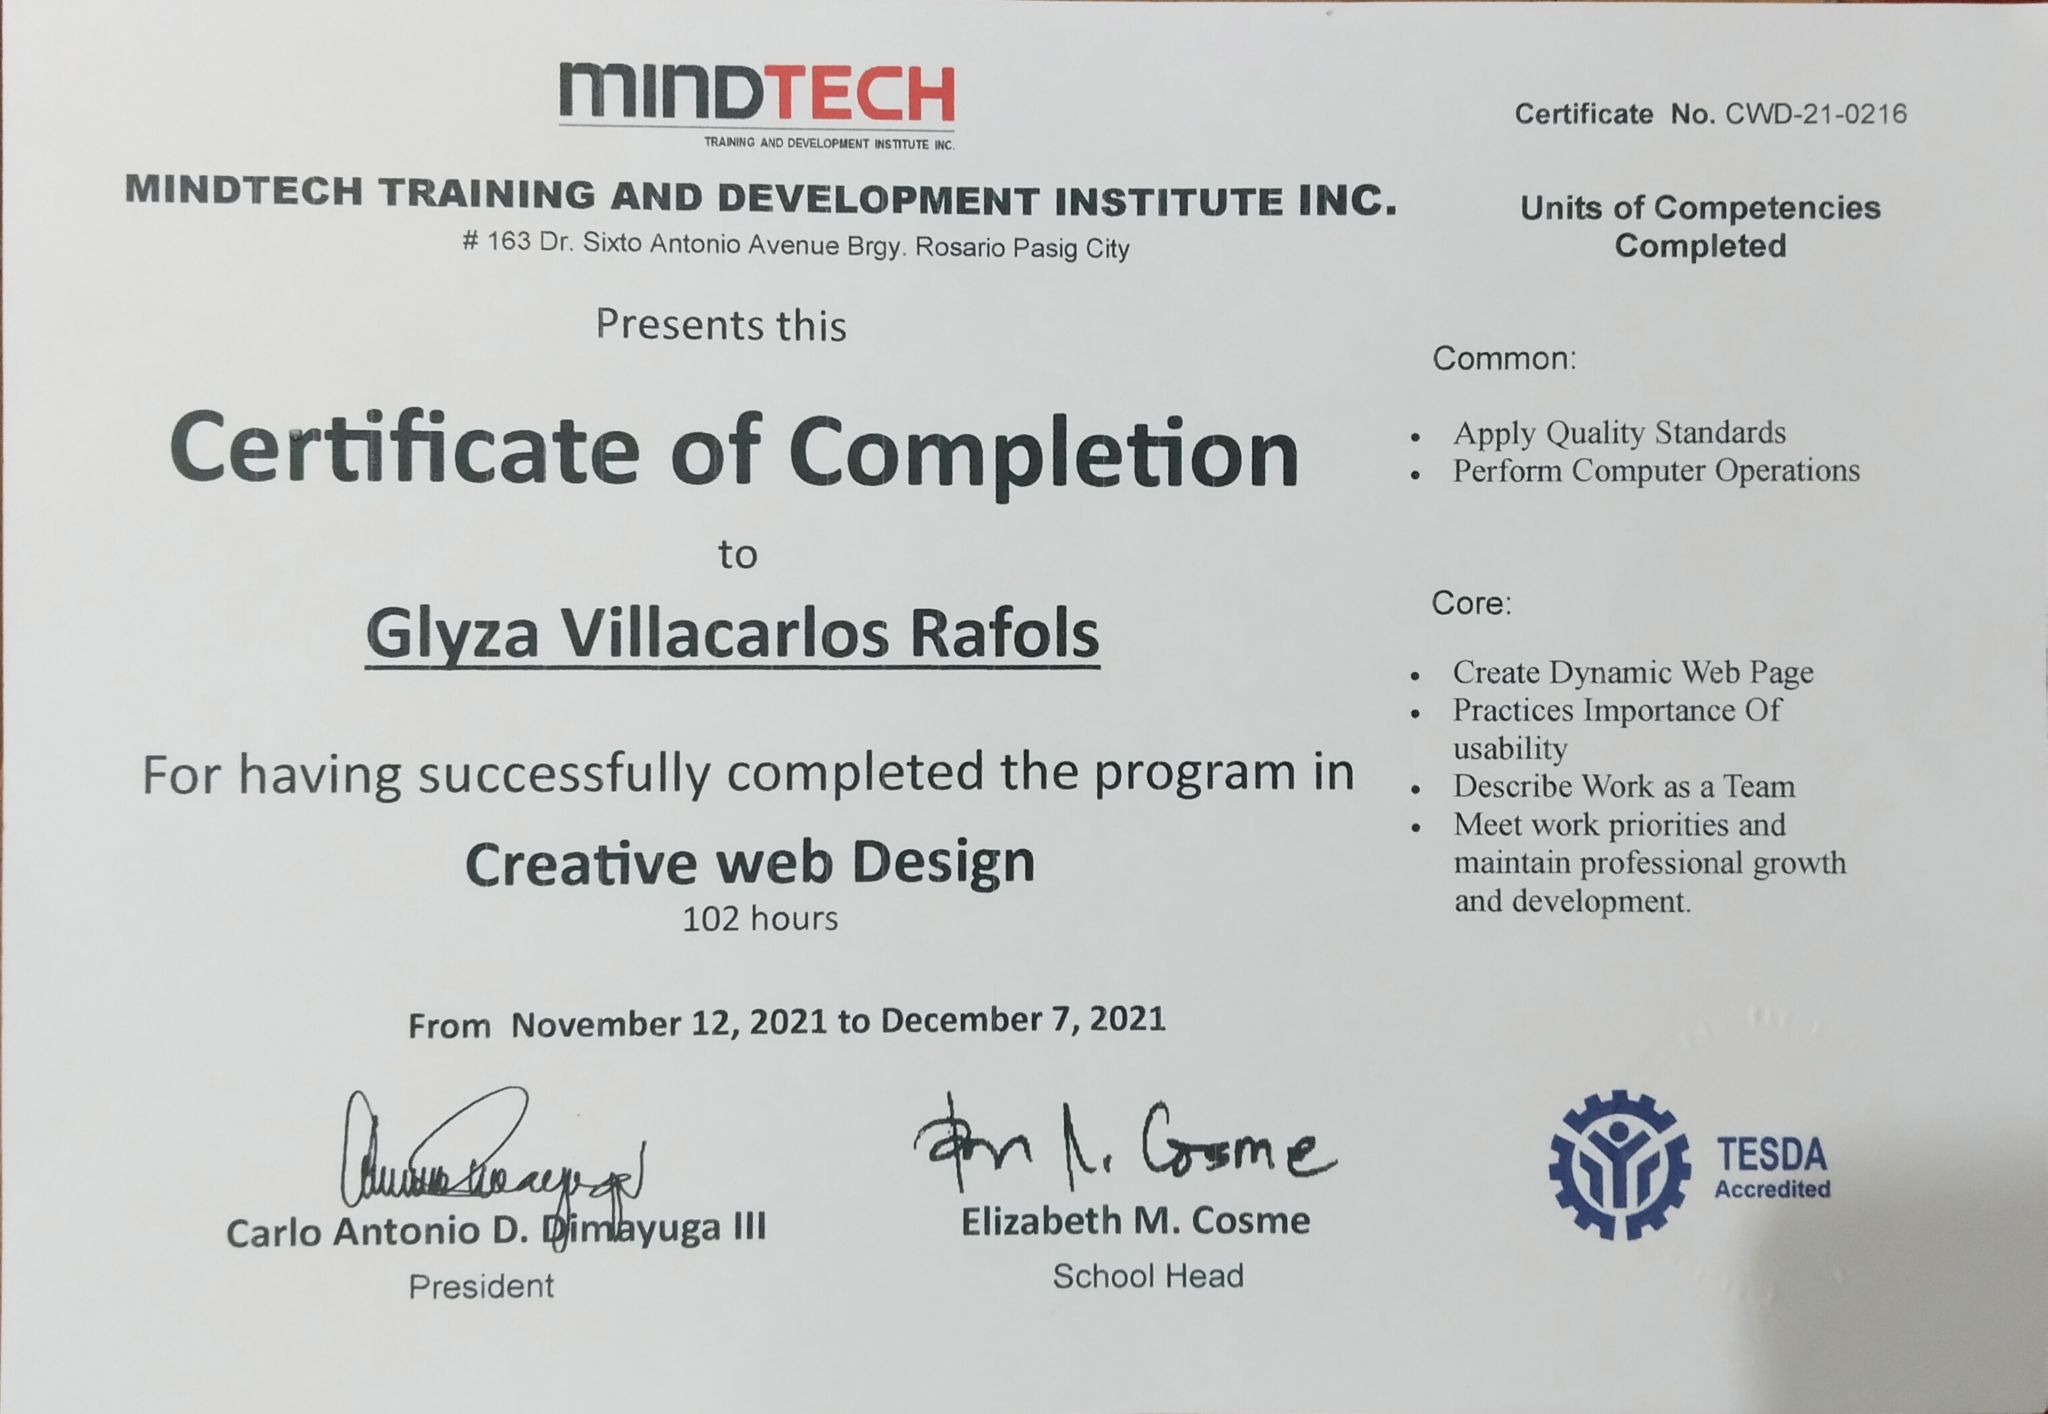 MINDTECH
TRAINING AND DEVELOPMENT INSTITUTE INC.
MINDTECH TRAINING AND DEVELOPMENT INSTITUTE INC.
# 163 Dr. Sixto Antonio Avenue Brgy. Rosario Pasig City
Presents this
Certificate of Completion
to
Glyza Villacarlos Rafols
For having successfully completed the program in
Creative web Design
102 hours
From November 12, 2021 to December 7, 2021
Carlo Antonio D. Dimayuga III
President
Cosme
Elizabeth M. Cosme
School Head
Certificate No. CWD-21-0216
Units of Competencies
Completed
Common:
• Apply Quality Standards
• Perform Computer Operations
Core:
• Create Dynamic Web Page
• Practices Importance Of
usability
• Describe Work as a Team
• Meet work priorities and
maintain professional growth
and development.
TESDA
Accredited